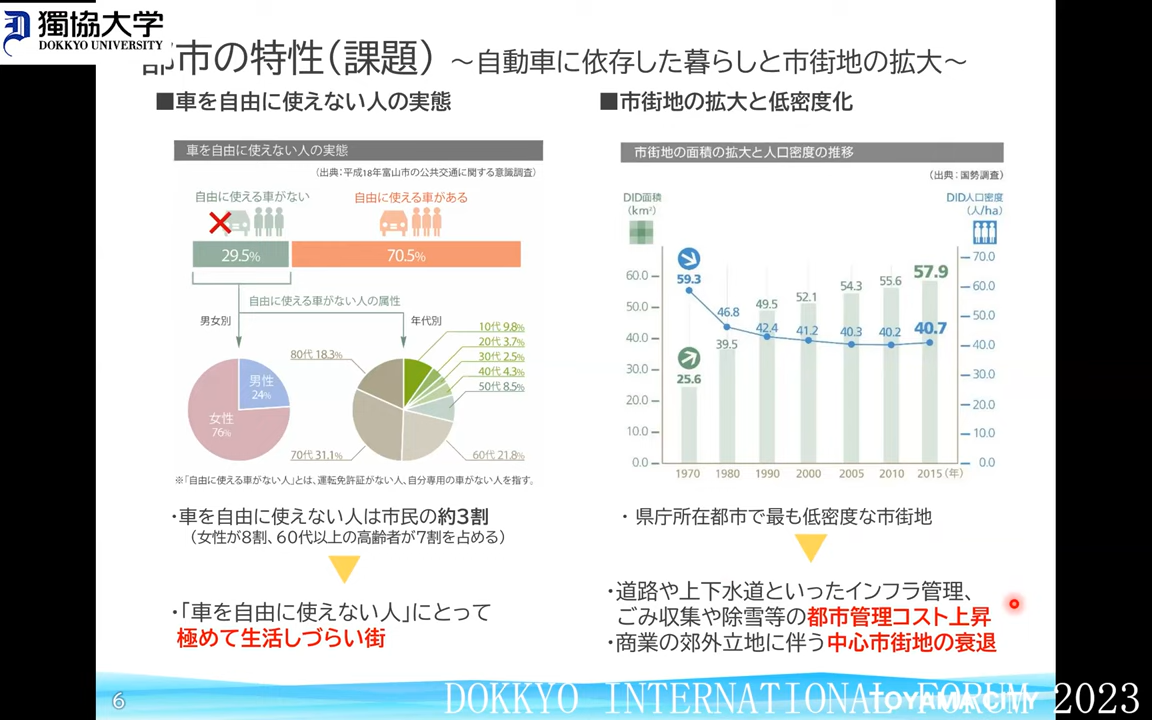 獨協大学
DOKKYO UNIVERSITY
都市の特性(課題) ～自動車に依存した暮らしと市街地の拡大～
■車を自由に使えない人の実態
車を自由に使えない人の実態
(出典:平成18年富山市の公共交通に関する意識調査)
自由に使える車がない
自由に使える車がある
29.5%
70.5%
自由に使える車がない人の属性
男女別
年代別
男性
24%
女性
76%
10代 9.8%
20代 3.7%
30代 2.5%
40代 4.3%
50代 8.5%
60代 21.8%
70代 31.1%
80代 18.3%
※「自由に使える車がない」とは、運転免許証がない人、自分専用の車がない人を指す。
・車を自由に使えない人は市民の約3割
(女性が8割、60代以上の高齢者が7割を占める)
・「車を自由に使えない人」にとって
極めて生活しづらい街
■市街地の拡大と低密度化
市街地の面積の拡大と人口密度の推移
(出典:国勢調査)
DID面積
(km²)
DID人口密度
(人/ha)
60.0
50.0
40.0
30.0
20.0
10.0
0.0
70.0
60.0
50.0
40.0
30.0
20.0
10.0
0.0
59.3
46.8
42.4
41.2
40.3
40.2
40.7
25.6
39.5
49.5
52.1
54.3
55.6
57.9
1970 1980 1990 2000 2005 2010 2015 (年)
・県庁所在都市で最も低密度な市街地
・道路や上下水道といったインフラ管理、
ごみ収集や除雪等の都市管理コスト上昇
・商業の郊外立地に伴う中心市街地の衰退
6
TOYAMA CITY
DOKKYO INTERNATIONAL FORUM 2023